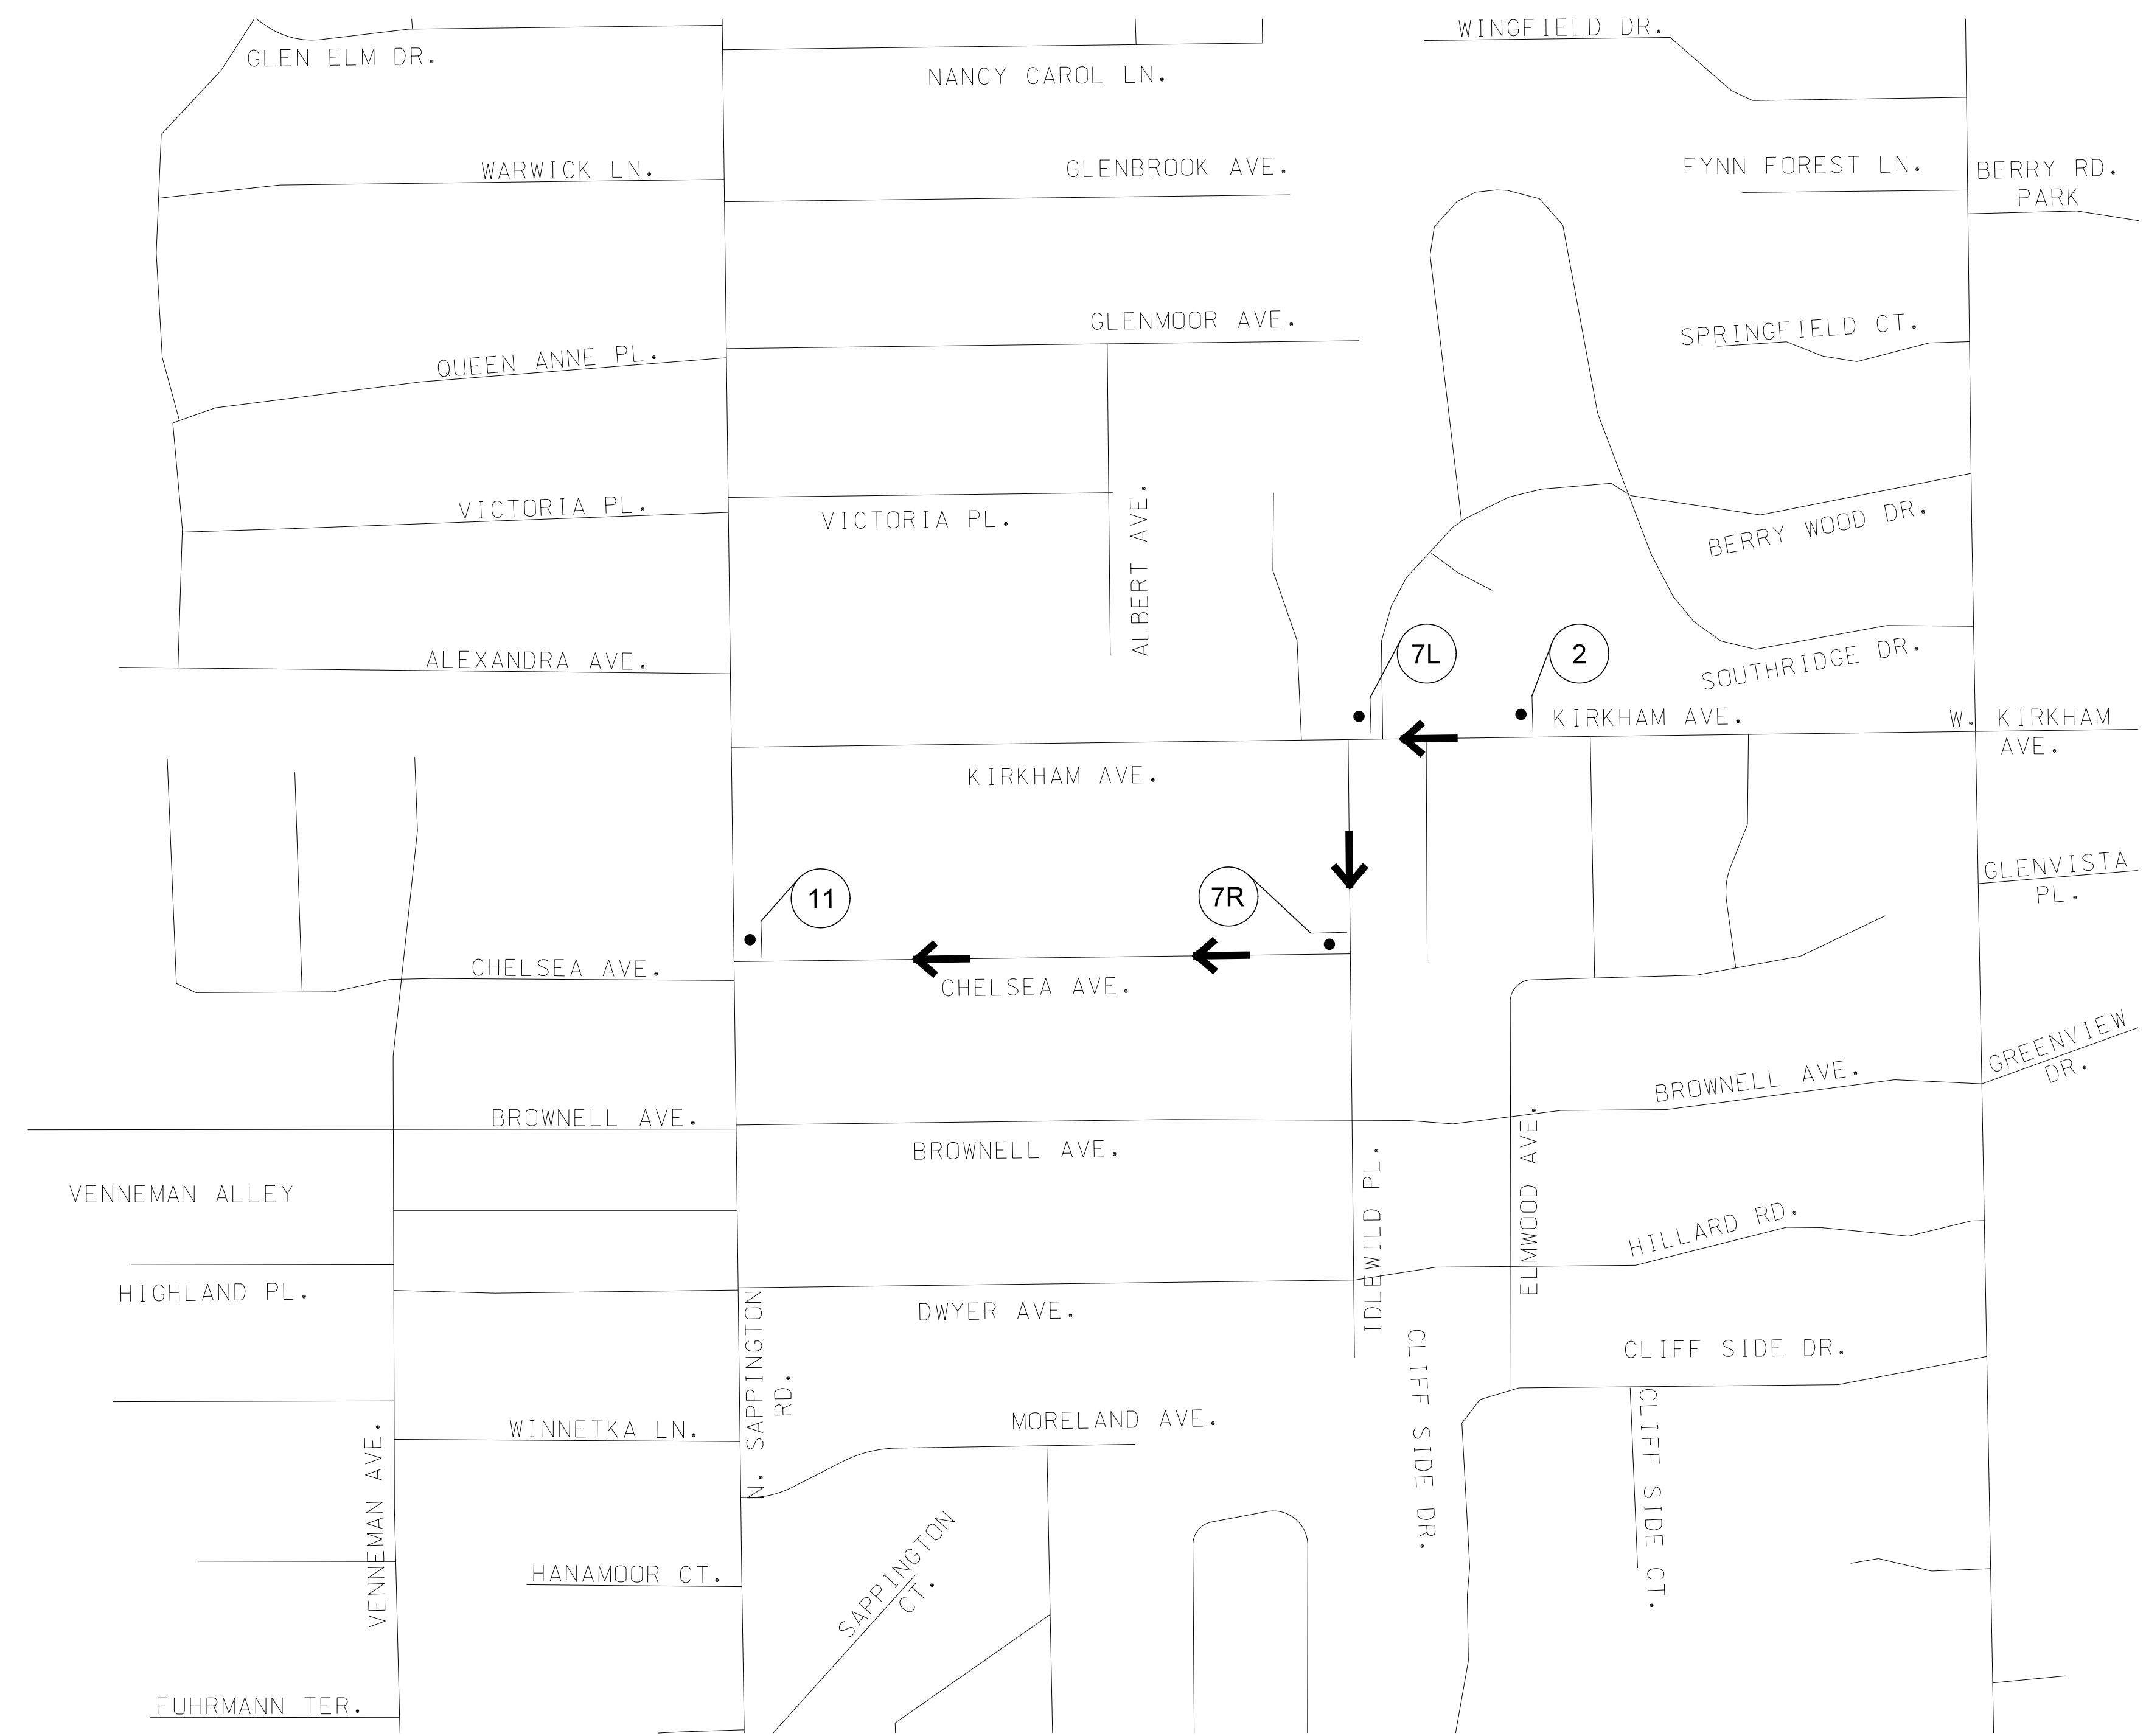 WINGFIELD DR.
GLEN ELM DR.
NANCY CAROL LN.
WARWICK LN.
GLENBROOK AVE.
FYNN FOREST LN.
BERRY RD.
PARK
GLENMOOR AVE.
SPRINGFIELD CT.
QUEEN ANNE PL.
VICTORIA PL.
VICTORIA PL.
ALBERT AVE.
BERRY WOOD DR.
ALEXANDRA AVE.
7L
2
SOUTHRIDGE DR.
KIRKHAM AVE.
W. KIRKHAM
AVE.
KIRKHAM AVE.
GLENVISTA
PL.
11
7R
CHELSEA AVE.
CHELSEA AVE.
GREENVIEW
DR.
BROWNELL AVE.
BROWNELL AVE.
BROWNELL AVE.
VENNEMAN ALLEY
IDLEWILD PL.
ELMWOOD AVE.
HILLARD RD.
HIGHLAND PL.
DWYER AVE.
N. SAPPINGTON
RD.
CLIFF SIDE DR.
CLIFF SIDE DR.
CLIFF SIDE CT.
WINNETKA LN.
MORELAND AVE.
VENNEMAN AVE.
HANAMOOR CT.
SAPPINGTON
CT.
FUHRMANN TER.